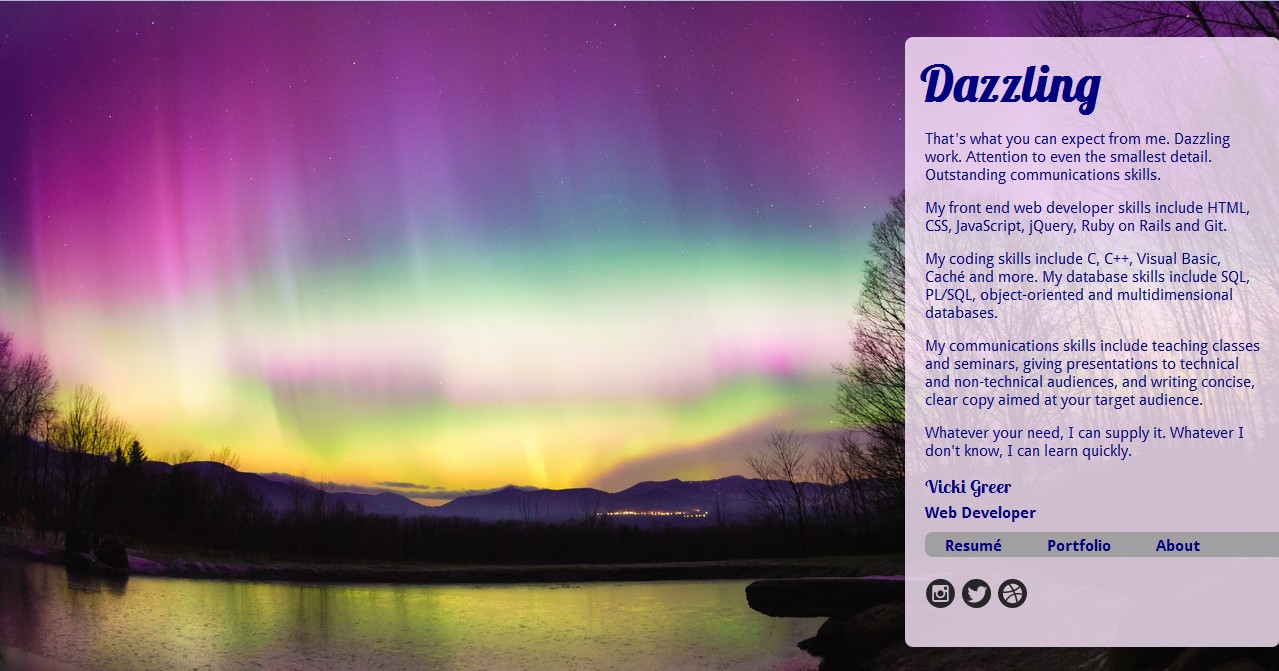 Dazzling
That's what you can expect from me. Dazzling
work. Attention to even the smallest detail.
Outstanding communications skills.
My front end web developer skills include HTML,
CSS, JavaScript, jQuery, Ruby on Rails and Git.
My coding skills include C, C++, Visual Basic,
Caché and more. My database skills include SQL,
PL/SQL, object-oriented and multidimensional
databases.
My communications skills include teaching classes
and seminars, giving presentations to technical
and non-technical audiences, and writing concise,
clear copy aimed at your target audience.
Whatever your need, I can supply it. Whatever I
don't know, I can learn quickly.
Vicki Greer
Web Developer
Resumé Portfolio About